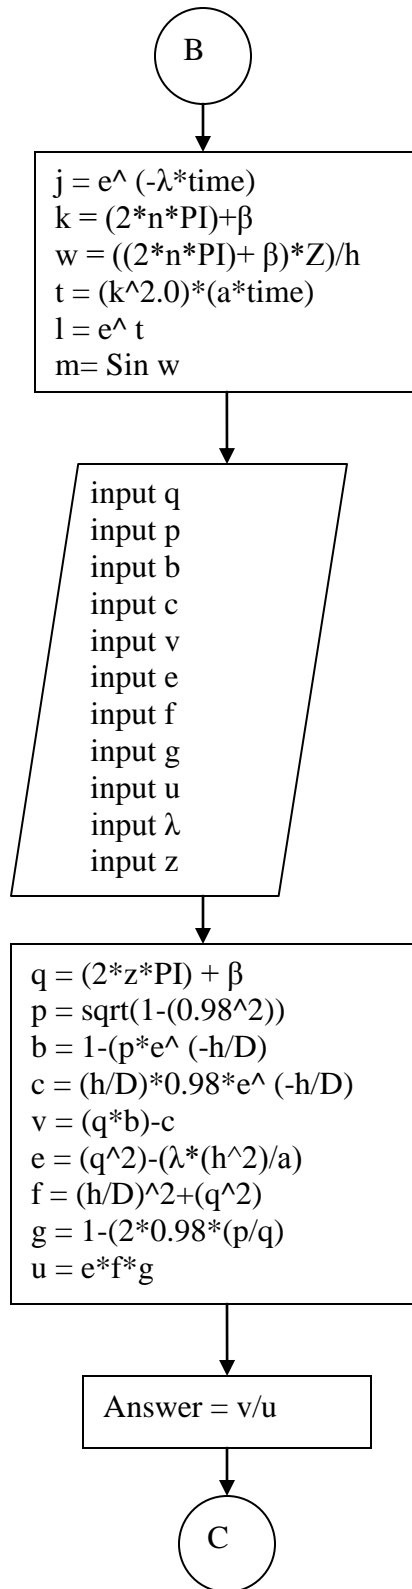 B
j = e^ (-λ*time)
k = (2*n*PI)+β
w = ((2*n*PI)+ β)*Z)/h
t = (k^2.0)*(a*time)
l = e^ t
m= Sin w
input q
input p
input b
input c
input v
input e
input f
input g
input u
input λ
input z
q = (2*z*PI) + β
p = sqrt(1-(0.98^2))
b = 1-(p*e^ (-h/D)
c = (h/D)*0.98*e^ (-h/D)
v = (q*b)-c
e = (q^2)-(λ*(h^2)/a)
f = (h/D)^2+(q^2)
g = 1-(2*0.98*(p/q)
u = e*f*g
Answer = v/u
C